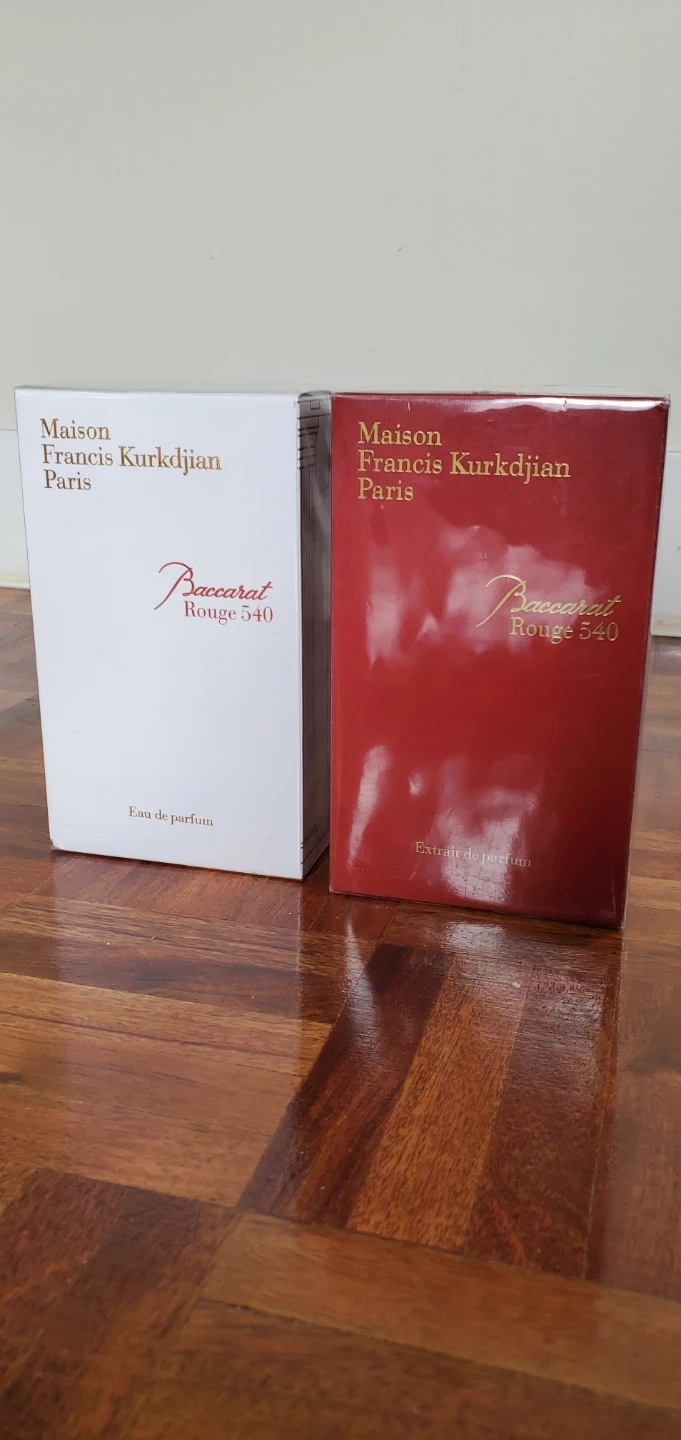 Maison
Francis Kurkdjian
Paris
Baccarat
Rouge 540
Eau de parfum
Maison
Francis Kurkdjian
Paris
Baccarat
Rouge 540
Extrait de parfum